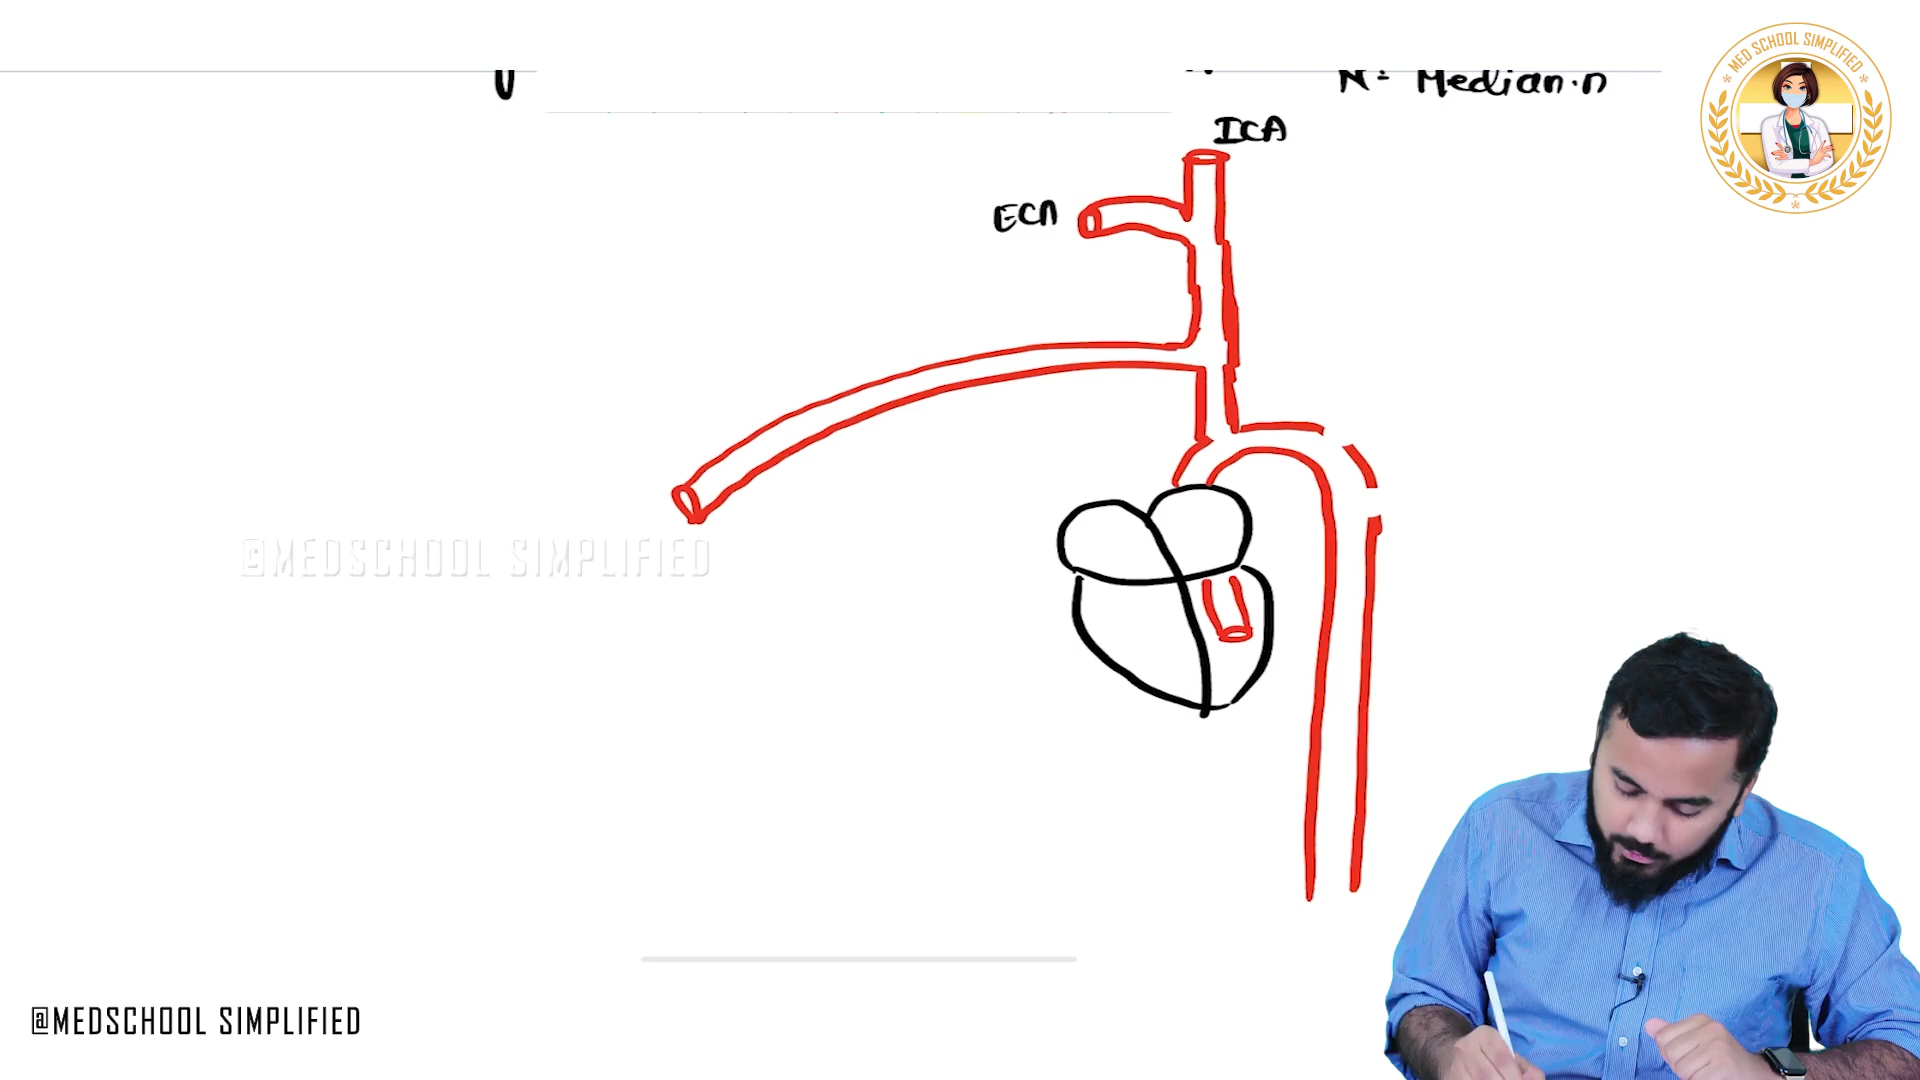 MED SCHOOL SIMPLIFIED
N= Median.n
ICA
ECA
@MEDSCHOOL SIMPLIFIED
@MEDSCHOOL SIMPLIFIED